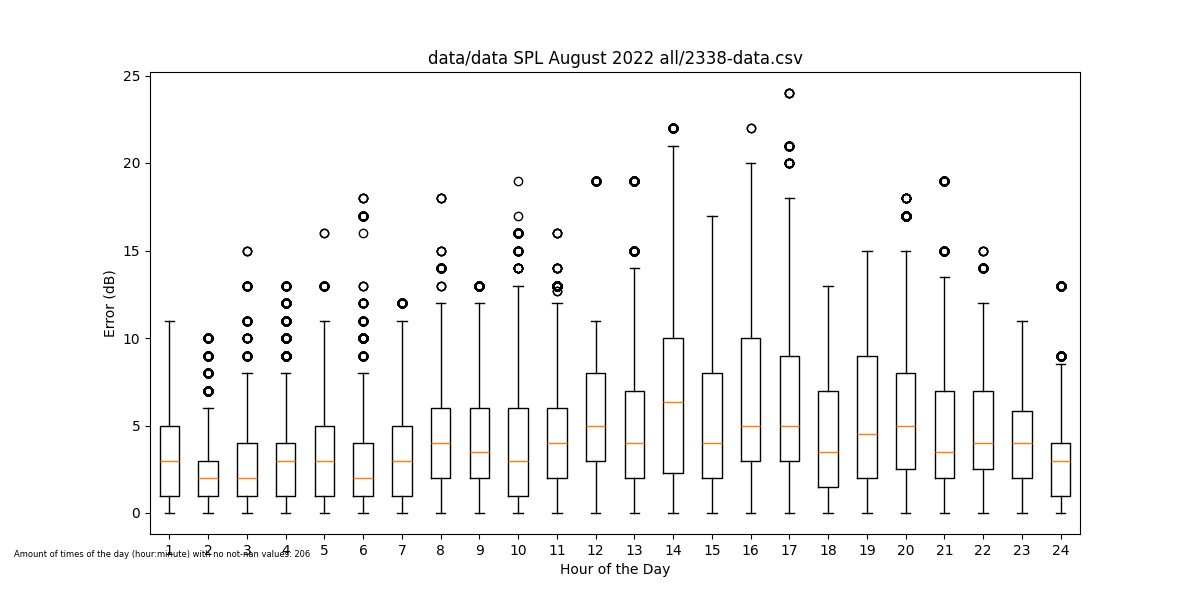 data/data SPL August 2022 all/2338-data.csv
25
20
15
10
5
0
Error (dB)
1 2 3 4 5 6 7 8 9 10 11 12 13 14 15 16 17 18 19 20 21 22 23 24
Amount of times of the day (hour:minute) with no not-nan values: 206
Hour of the Day